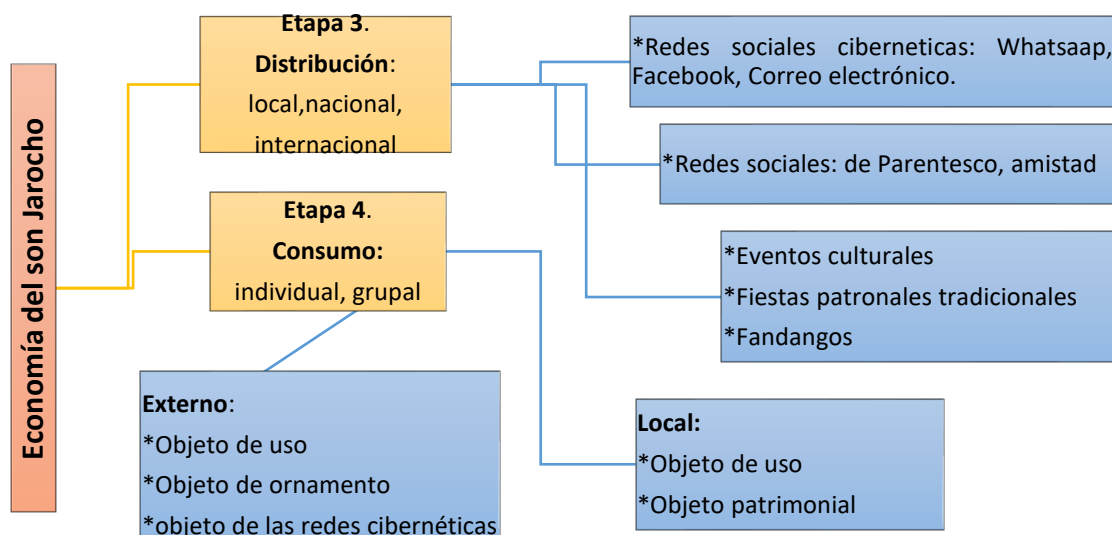 Economía del son Jarocho
Etapa 3.
Distribución:
local,nacional,
internacional
*Redes sociales ciberneticas: Whatsaap,
Facebook, Correo electrónico.
*Redes sociales: de Parentesco, amistad
*Eventos culturales
*Fiestas patronales tradicionales
*Fandangos
Etapa 4.
Consumo:
individual, grupal
Externo:
*Objeto de uso
*Objeto de ornamento
*objeto de las redes cibernéticas
Local:
*Objeto de uso
*Objeto patrimonial